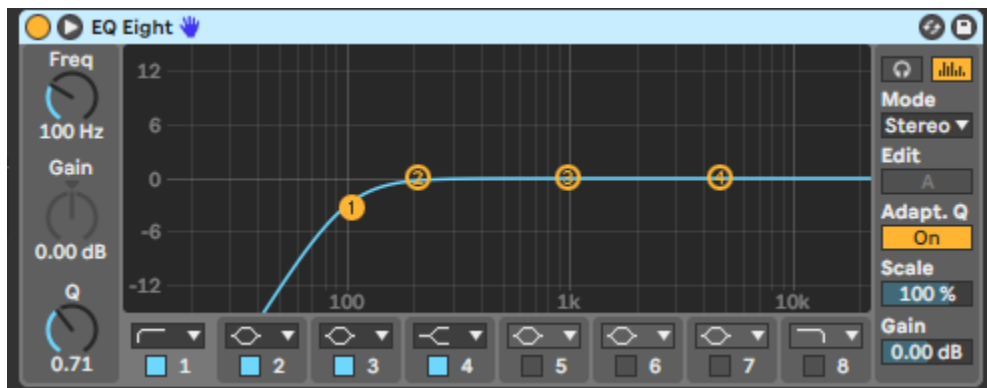 EQ Eight
Freq
100 Hz
Gain
0.00 dB
Q
0.71
12
6
0
-6
-12
100
1k
10k
1
2
3
4
1
2
3
4
5
6
7
8
Mode
Stereo
Edit
A
Adapt. Q
On
Scale
100 %
Gain
0.00 dB